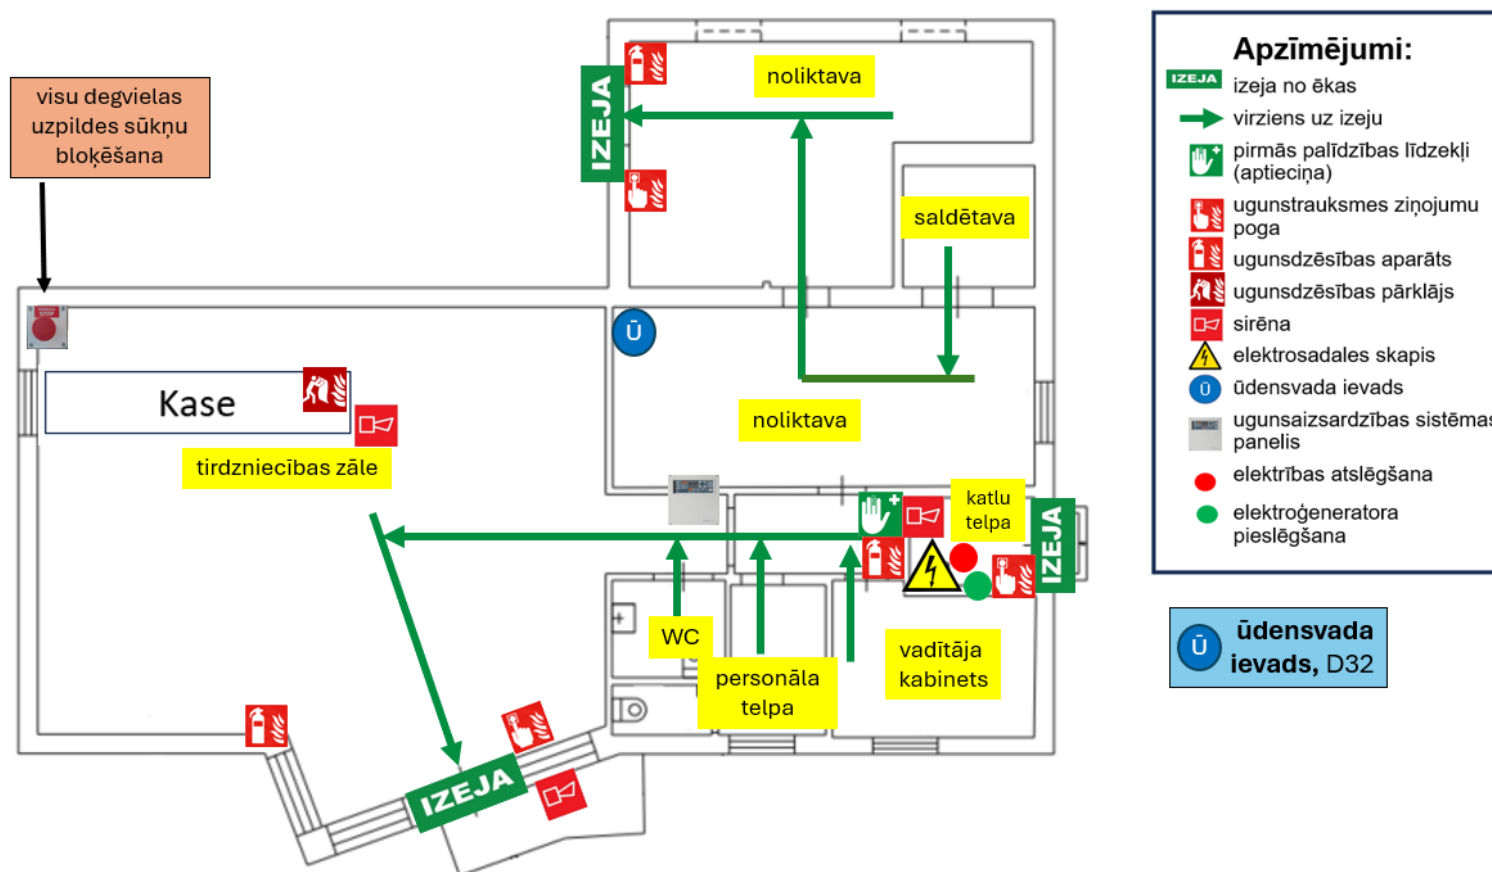 visu degvielas
uzpildes sūkņu
bloķēšana
STOP
IZEJA
noliktava
saldētava
Ū
Kase
tirdzniecības zāle
noliktava
katlu
telpa
IZEJA
WC
personāla
telpa
vadītāja
kabinets
IZEJA
Apzīmējumi:
IZEJA izeja no ēkas
virziens uz izeju
pirmās palīdzības līdzekļi
(aptieciņa)
ugunstrauksmes ziņojumu
poga
ugunsdzēsības aparāts
ugunsdzēsības pārklājs
sirēna
elektrosadales skapis
Ū ūdensvada ievads
ugunsaizsardzības sistēmas
panelis
elektrības atslēgšana
elektroģeneratora
pieslēgšana
Ū ūdensvada
ievads, D32